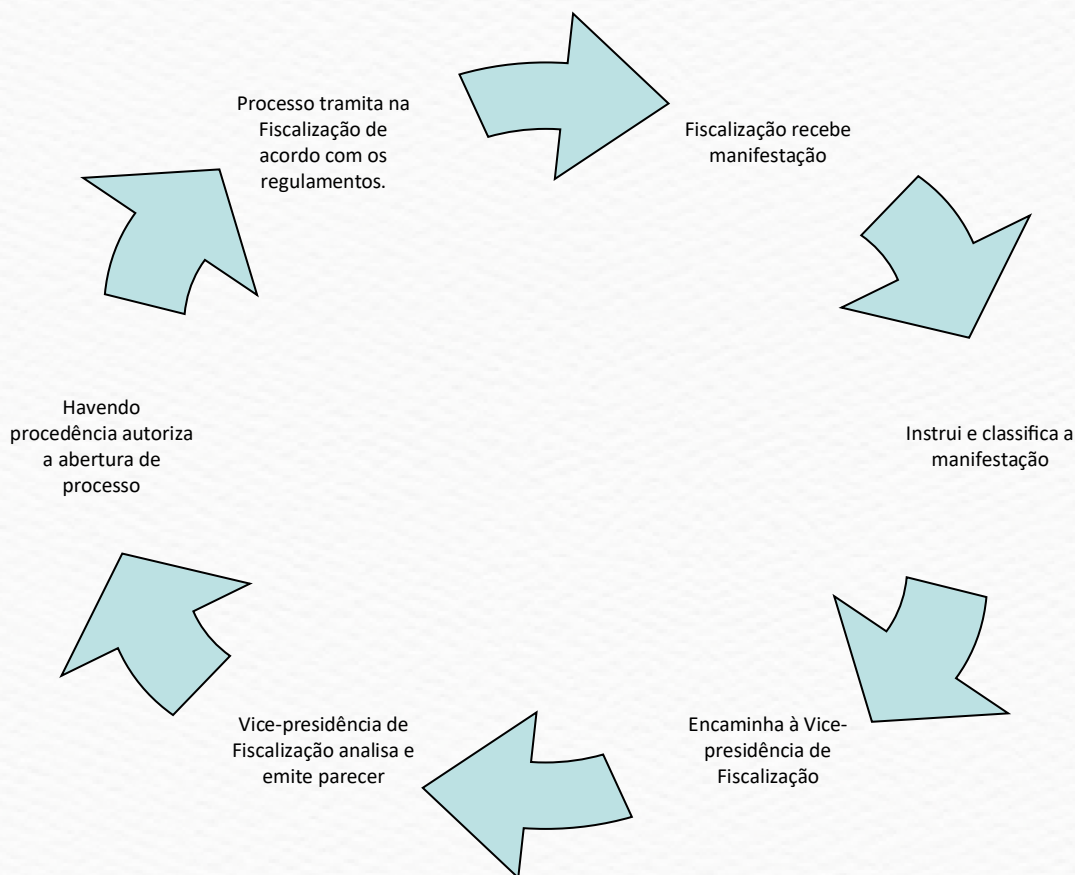 Processo tramita na
Fiscalização de
acordo com os
regulamentos.
Fiscalização recebe
manifestação
Instrui e classifica a
manifestação
Encaminha à Vice-
presidência de
Fiscalização
Vice-presidência de
Fiscalização analisa e
emite parecer
Havendo
procedência autoriza
a abertura de
processo